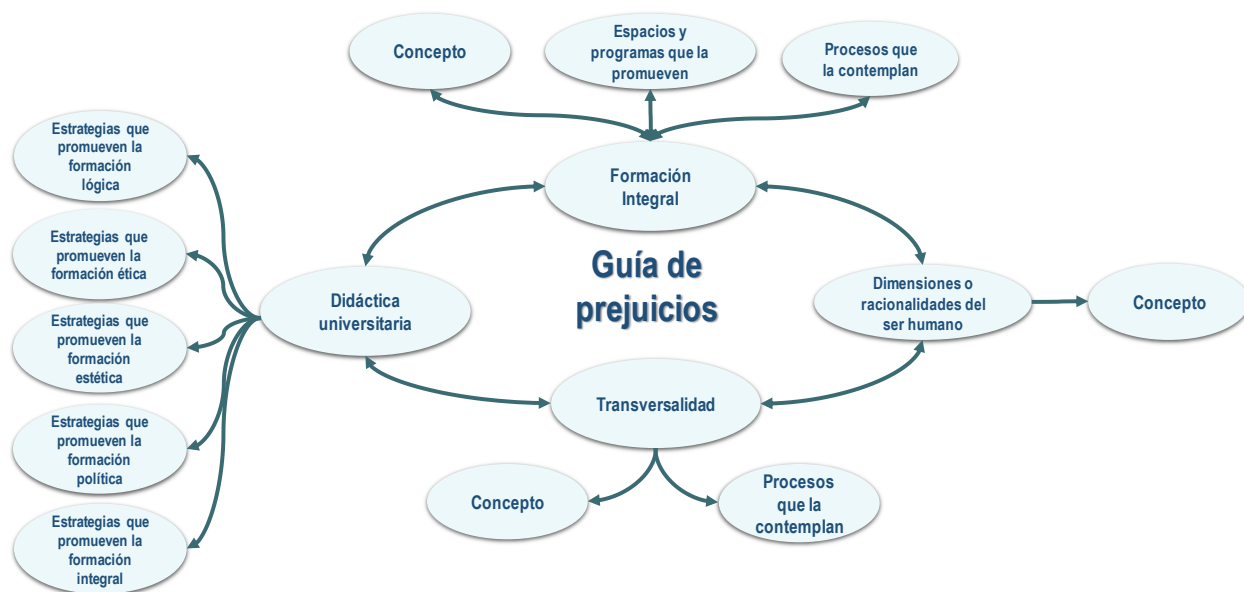 Concepto
Espacios y
programas que la
promueven
Procesos que
la contemplan
Estrategias que
promueven la
formación
lógica
Formación
Integral
Estrategias que
promueven la
formación ética
Guía de
prejuicios
Didáctica
universitaria
Dimensiones o
racionalidades del
ser humano
Concepto
Estrategias que
promueven la
formación
estética
Transversalidad
Estrategias que
promueven la
formación
política
Concepto
Procesos
que la
contemplan
Estrategias que
promueven la
formación
integral